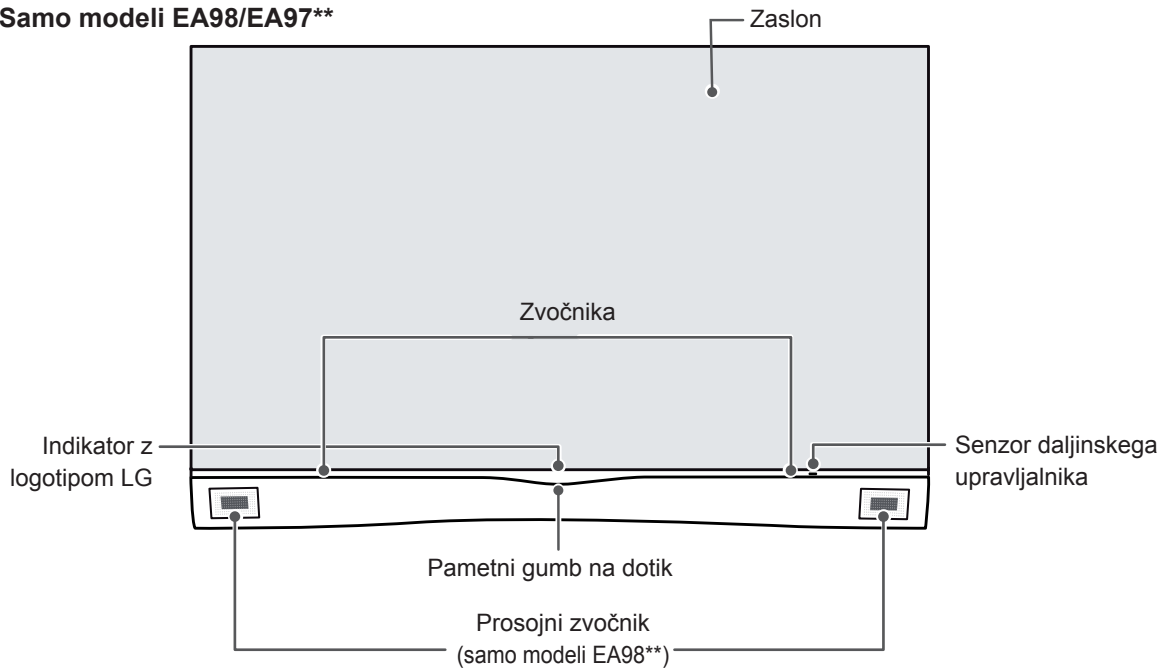 Samo modeli EA98/EA97**
Zaslon
Zvočnika
Indikator z
logotipom LG
Senzor daljinskega
upravljalnika
Pametni gumb na dotik
Prosojni zvočnik
(samo modeli EA98**)